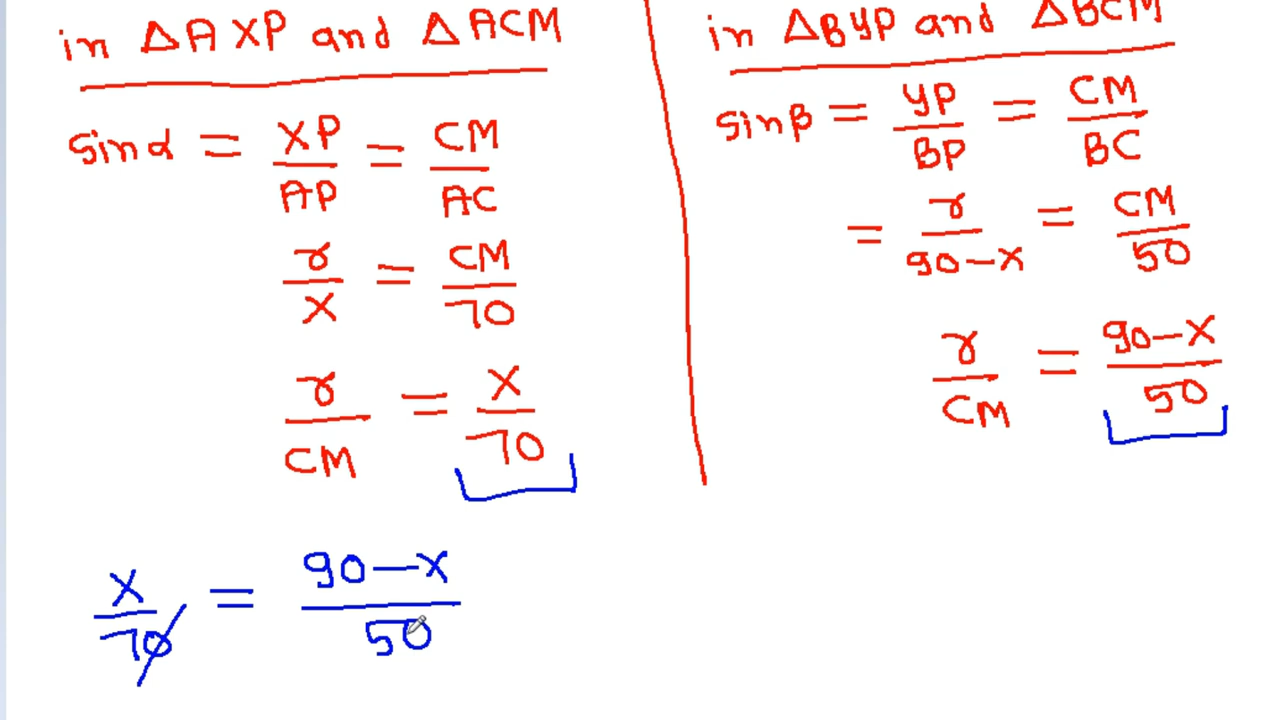 in ΔAXP and ΔACM
sinα = XP/AP = CM/AC
r/X = CM/70
r/CM = X/70
in ΔBYP and ΔBCM
sinβ = YP/BP = CM/BC
= r/90-X = CM/50
r/CM = 90-X/50
X/70 = 90-X/50